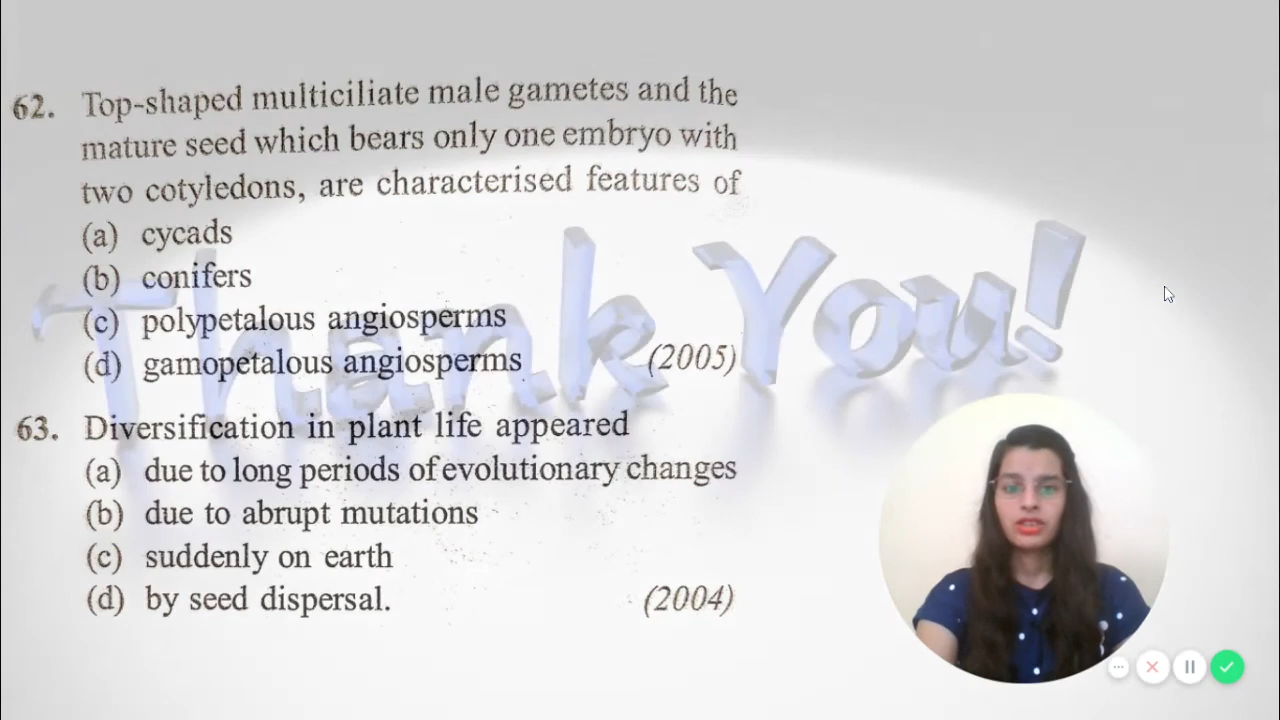 62. Top-shaped multiciliate male gametes and the
mature seed which bears only one embryo with
two cotyledons, are characterised features of
(a) cycads
(b) conifers
(c) polypetalous angiosperms
(d) gamopetalous angiosperms (2005)
Thank You!
63. Diversification in plant life appeared
(a) due to long periods of evolutionary changes
(b) due to abrupt mutations
(c) suddenly on earth
(d) by seed dispersal. (2004)